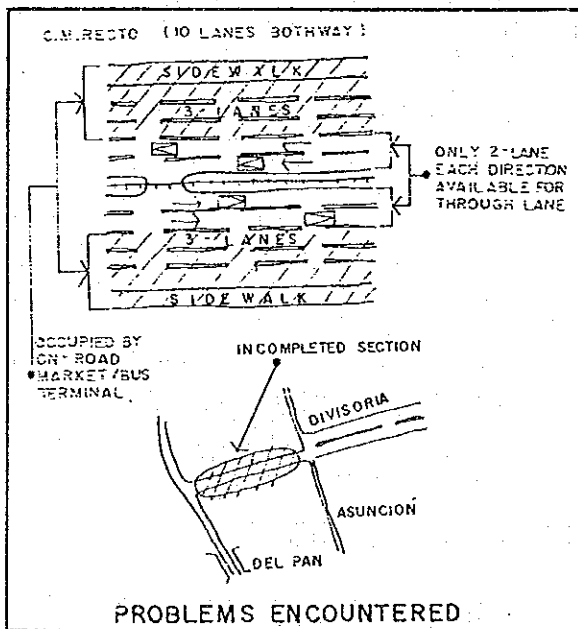 C.M.RECTO (10 LANES BOTHWAY)
SIDEWALK
3-LANES
ONLY 2-LANE
EACH DIRECTION
AVAILABLE FOR
THROUGH LANE
3-LANES
SIDEWALK
OCCUPIED BY
ON-ROAD
MARKET/BUS
TERMINAL
INCOMPLETED SECTION
DIVISORIA
ASUNCION
DEL PAN
PROBLEMS ENCOUNTERED